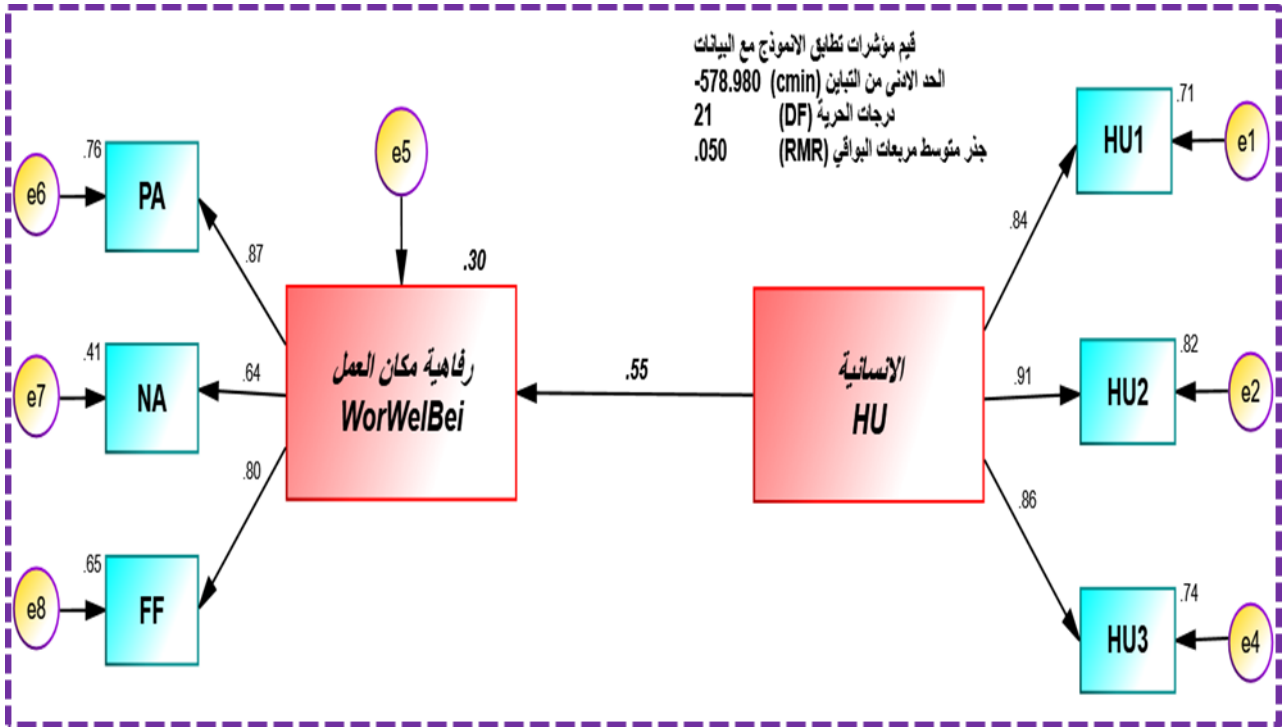 قيم مؤشرات تطابق الانموذج مع البيانات
الحد الادنى من التباين (cmin) 578.980-
درجات الحرية (DF) 21
جذر متوسط مربعات البواقي (RMR) .050
.71
HU1
e1
.84
.76
e6
PA
e5
.87
.30
رفاهية مكان العمل
WorWelBei
.55
الانسانية
HU
.41
e7
NA
.64
.91
.82
HU2
e2
.80
.86
.65
e8
FF
.74
HU3
e4